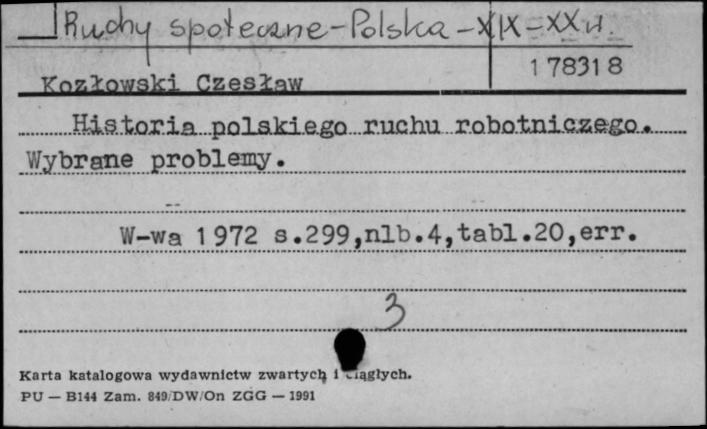 Ruchy społeczne - Polska - XIX - XX w.
178318
Kozłowski Czesław
Historia polskiego ruchu robotniczego.
Wybrane problemy.
W-wa 1972 s.299,nlb.4,tabl.20,err.
3
Karta katalogowa wydawnictw zwartych i ciągłych.
PU — B144 Zam. 849/DW/On ZGG — 1991